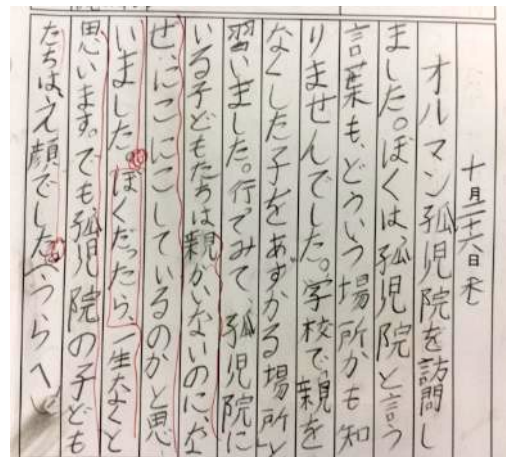 十月二十六日水
オルマン孤児院を訪問し
ました。ぼくは孤児院と言う
言葉も、どういう場所かも知
りませんでした。学校で親を
なくした子をあずかる場所と
習いました。行ってみて、孤児院に
いる子どもたちは親がいないのに、な
ぜ、にこにこしているのかと思
いました。ぼくだったら、一生なくと
思います。でも孤児院の子ども
たちは、え顔でした。(うらへ)